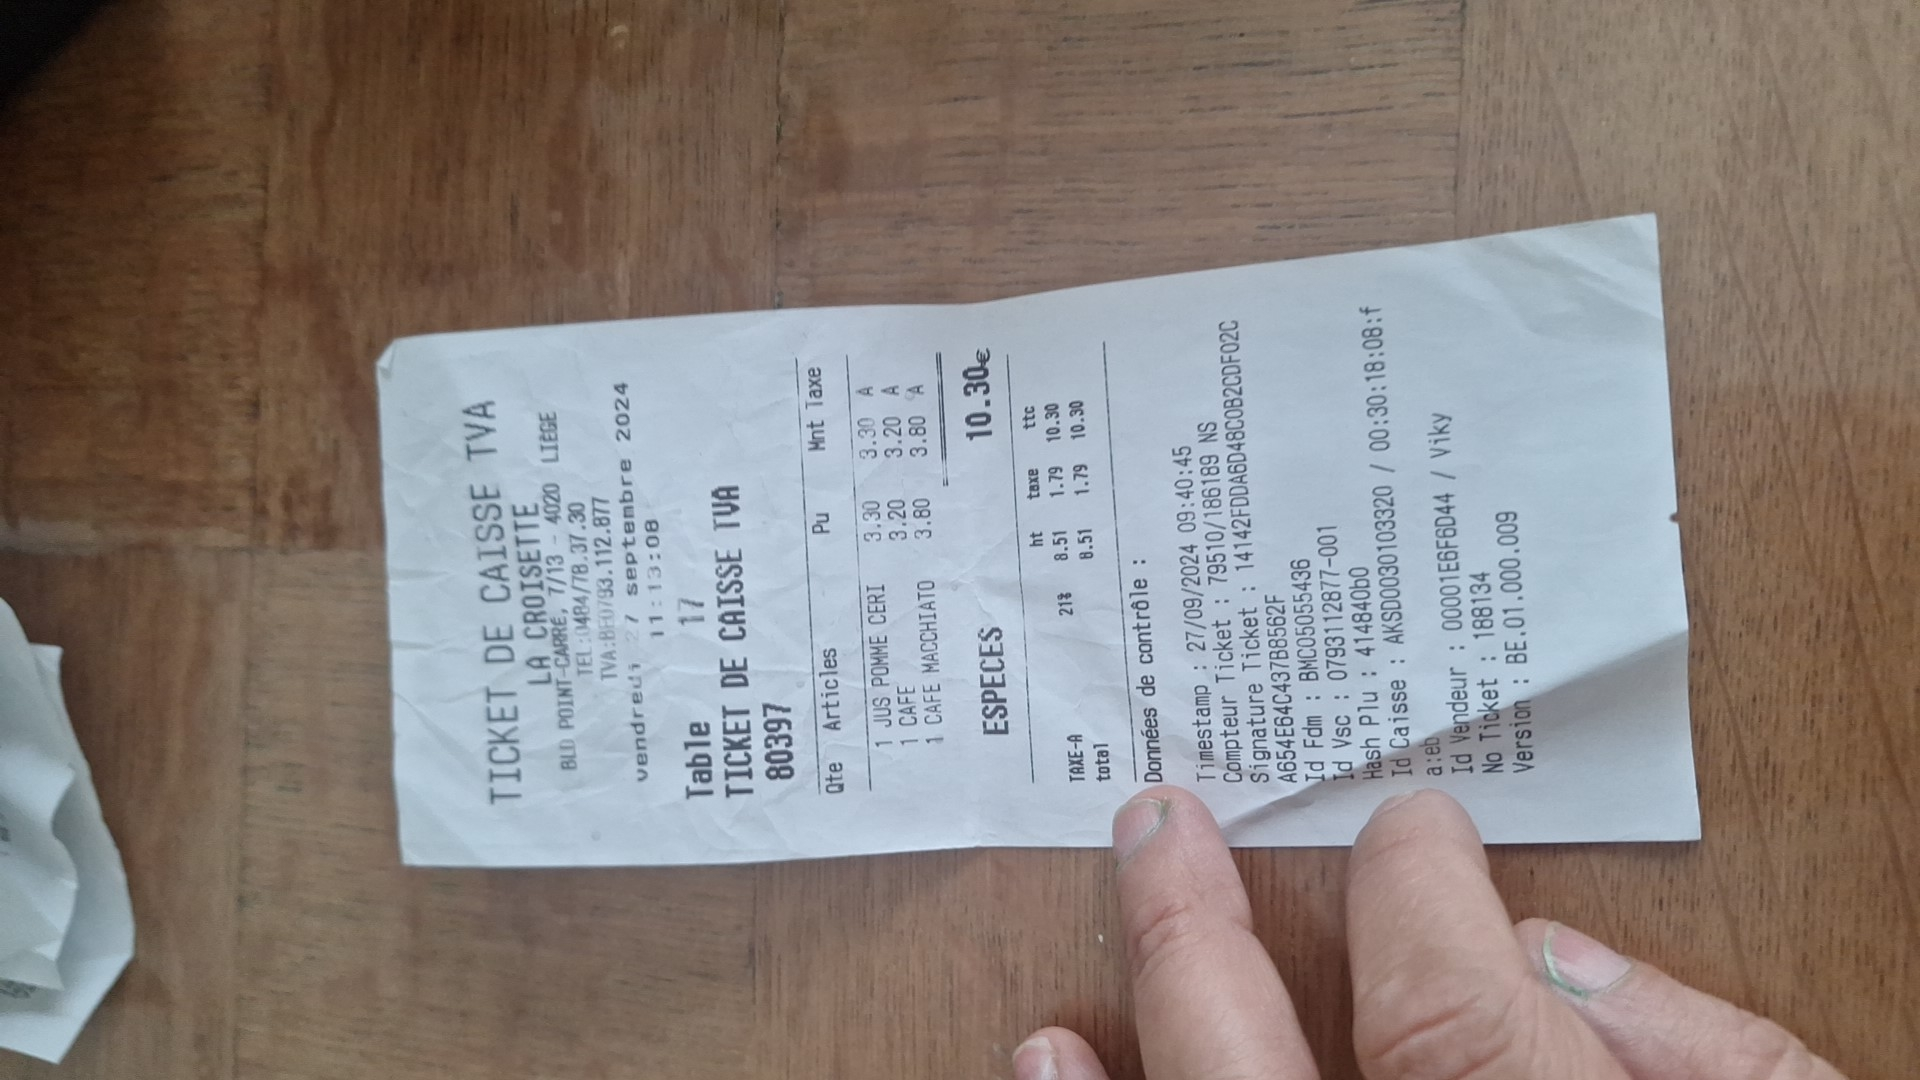 TICKET DE CAISSE TVA
LA CROISETTE
BLD POINT-CARRE, 7/13 - 4020 LIÈGE
TEL:0484/78.37.30
TVA:BE0793.112.877
vendredi 27 septembre 2024
11:13:08
Table 17
TICKET DE CAISSE TVA
80397
Qte Articles Pu Mnt Taxe
1 JUS POMME CERI 3.30 3.30 A
1 CAFE 3.20 3.20 A
1 CAFE MACCHIATO 3.80 3.80 A
ESPECES 10.30€
ht taxe ttc
TAXE-A 21% 8.51 1.79 10.30
total 8.51 1.79 10.30
Données de contrôle :
Timestamp : 27/09/2024 09:40:45
Compteur Ticket : 79510/186189 NS
Signature Ticket : 14142FDDA6D48C0B2CDF02C
A654E64C437B8562F
Id Fdm : BMC05055436
Id Vsc : 0793112877-001
Hash Plu : 414840b0
Id Caisse : AKSD0030103320 / 00:30:18:08:f
a:eb
Id Vendeur : 00001E6F6D44 / Viky
No Ticket : 188134
Version : BE.01.000.009